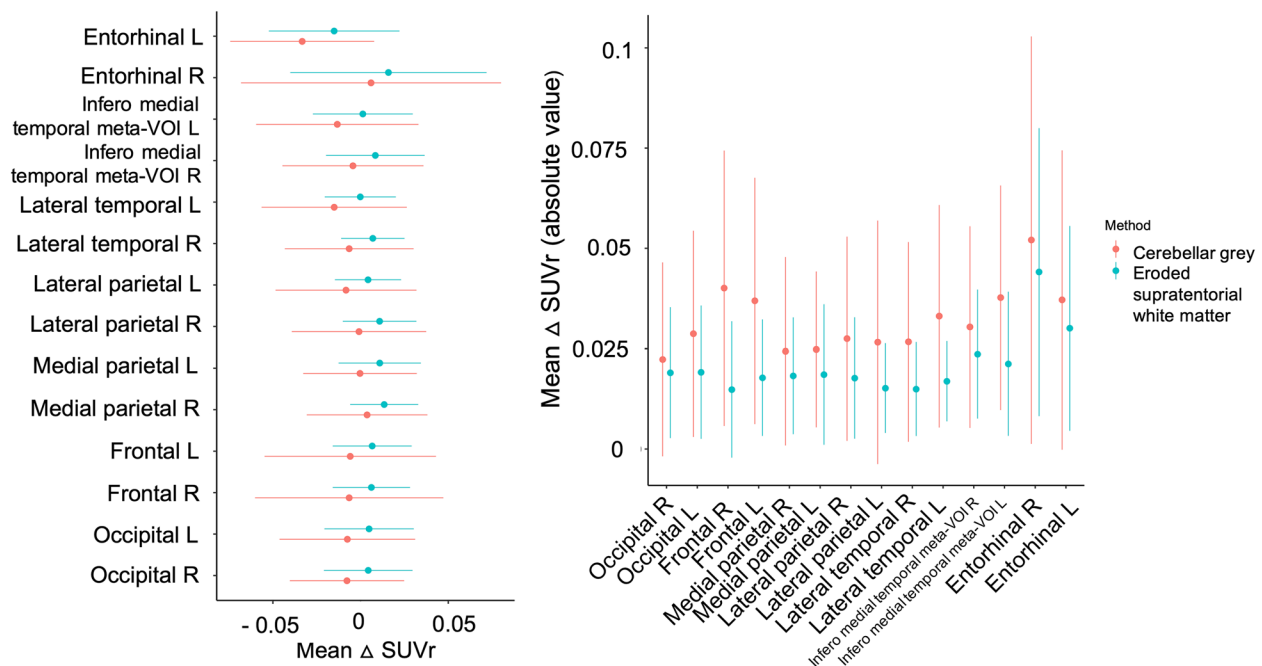 Entorhinal L
Entorhinal R
Infero medial
temporal meta-VOI L
Infero medial
temporal meta-VOI R
Lateral temporal L
Lateral temporal R
Lateral parietal L
Lateral parietal R
Medial parietal L
Medial parietal R
Frontal L
Frontal R
Occipital L
Occipital R
- 0.05
0
0.05
Mean Δ SUVr
Mean Δ SUVr (absolute value)
0.1
0.075
0.05
0.025
0
Occipital R
Occipital L
Frontal R
Frontal L
Medial parietal R
Medial parietal L
Lateral parietal R
Lateral parietal L
Lateral temporal R
Lateral temporal L
Infero medial temporal meta-VOI R
Infero medial temporal meta-VOI L
Entorhinal R
Entorhinal L
Method
Cerebellar grey
Eroded
supratentorial
white matter